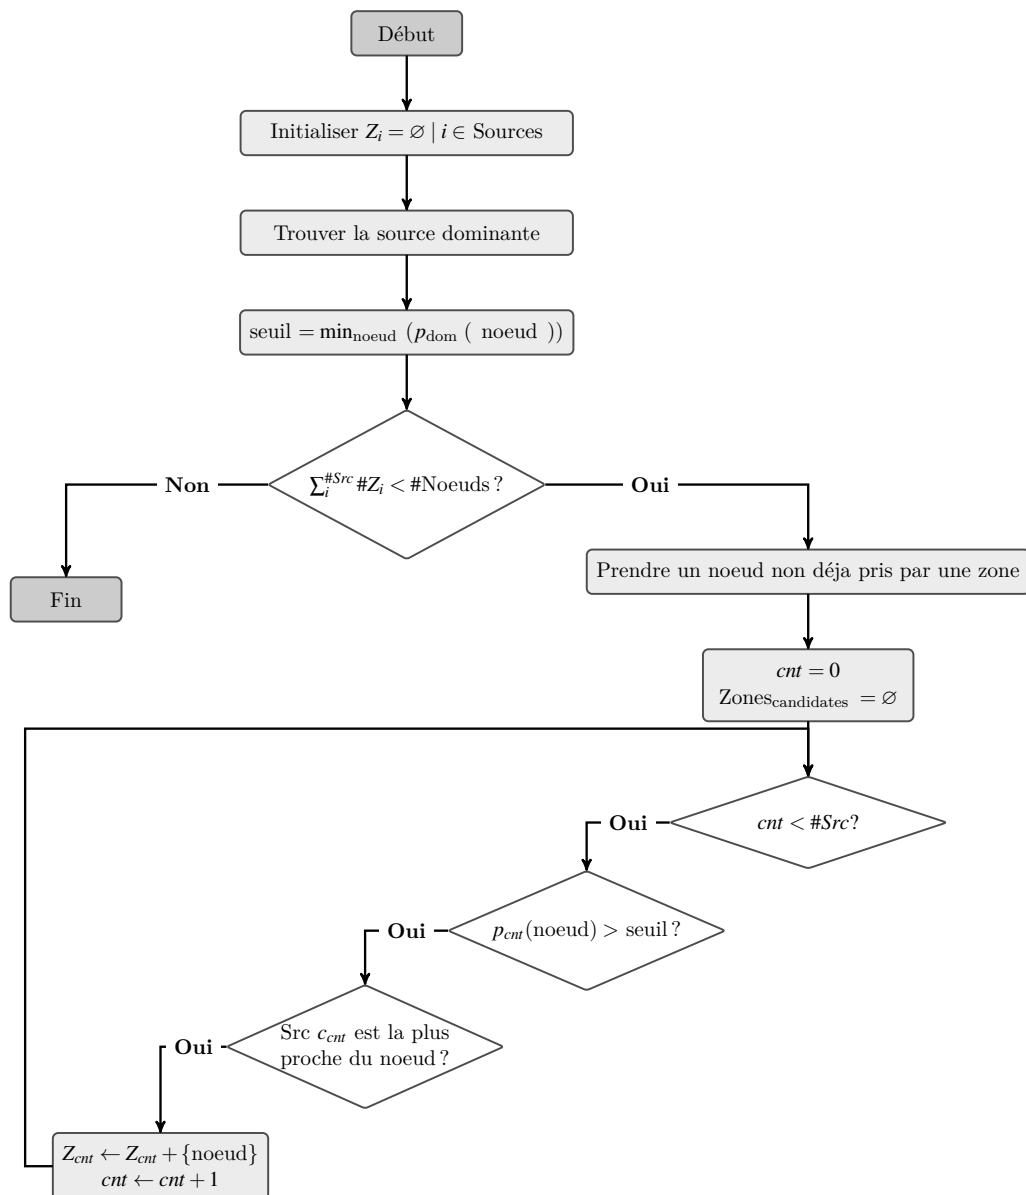 Début
Initialiser Z_i = ∅ | i ∈ Sources
Trouver la source dominante
seuil = min_noeud (p_dom ( noeud ))
∑_i^#Src #Z_i < #Noeuds ?
Non
Oui
Prendre un noeud non déja pris par une zone
Fin
cnt = 0
Zones_candidates = ∅
cnt < #Src?
Oui
p_cnt(noeud) > seuil ?
Oui
Src c_cnt est la plus
proche du noeud ?
Oui
Z_cnt ← Z_cnt + {noeud}
cnt ← cnt + 1